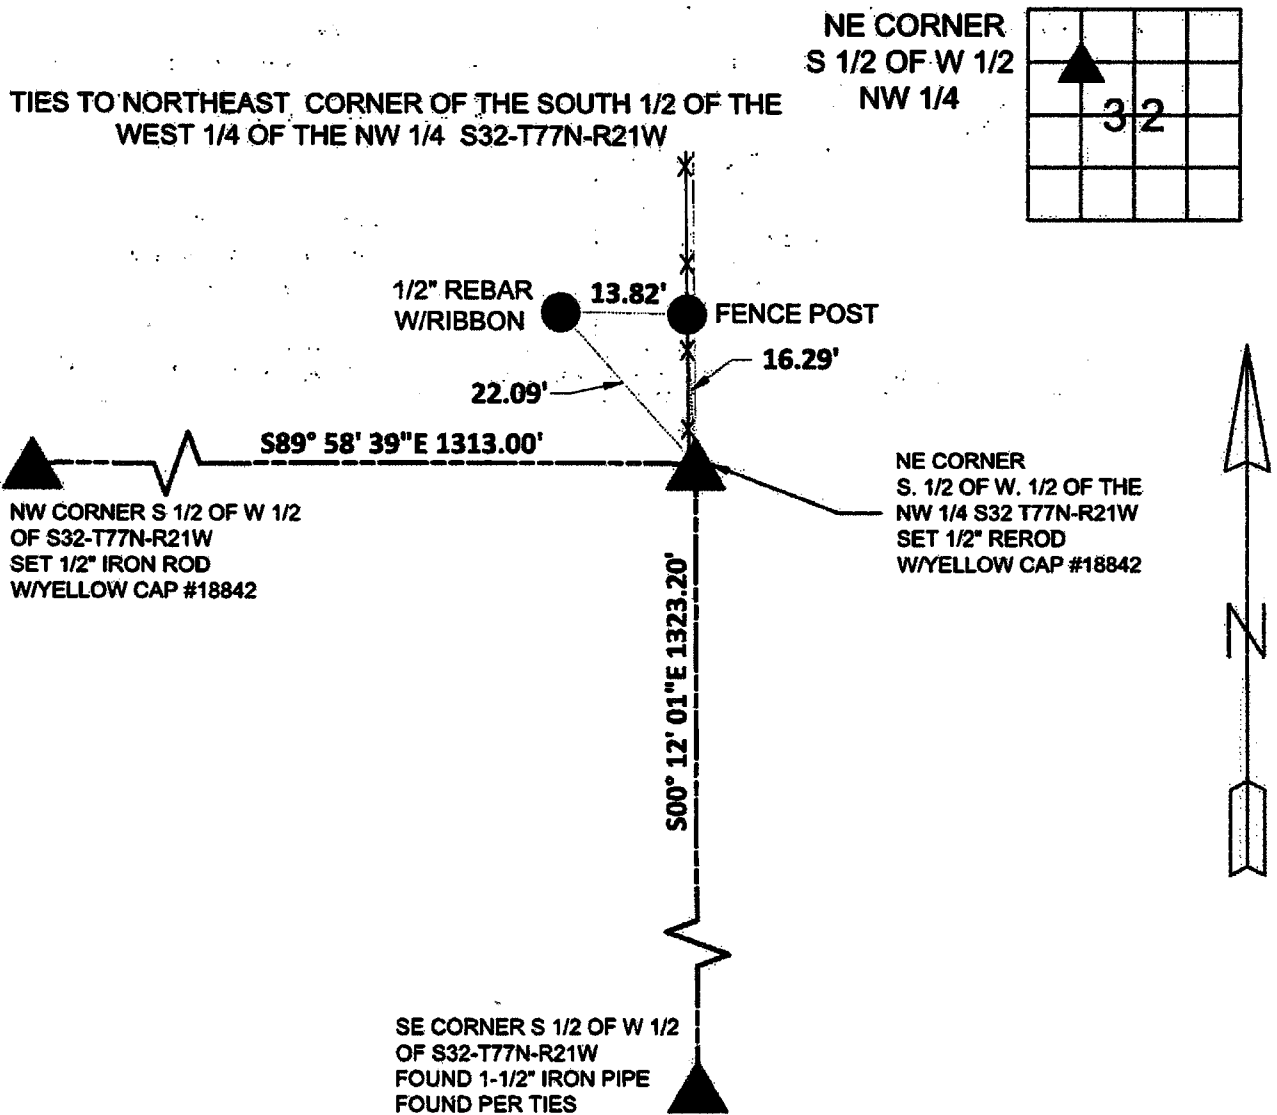 NE CORNER
S 1/2 OF W 1/2
NW 1/4
32
TIES TO NORTHEAST CORNER OF THE SOUTH 1/2 OF THE
WEST 1/4 OF THE NW 1/4 S32-T77N-R21W
1/2" REBAR
W/RIBBON
13.82'
FENCE POST
16.29'
22.09'
S89° 58' 39"E 1313.00'
NW CORNER S 1/2 OF W 1/2
OF S32-T77N-R21W
SET 1/2" IRON ROD
W/YELLOW CAP #18842
NE CORNER
S. 1/2 OF W. 1/2 OF THE
NW 1/4 S32 T77N-R21W
SET 1/2" REROD
W/YELLOW CAP #18842
S00° 12' 01"E 1323.20'
N
SE CORNER S 1/2 OF W 1/2
OF S32-T77N-R21W
FOUND 1-1/2" IRON PIPE
FOUND PER TIES